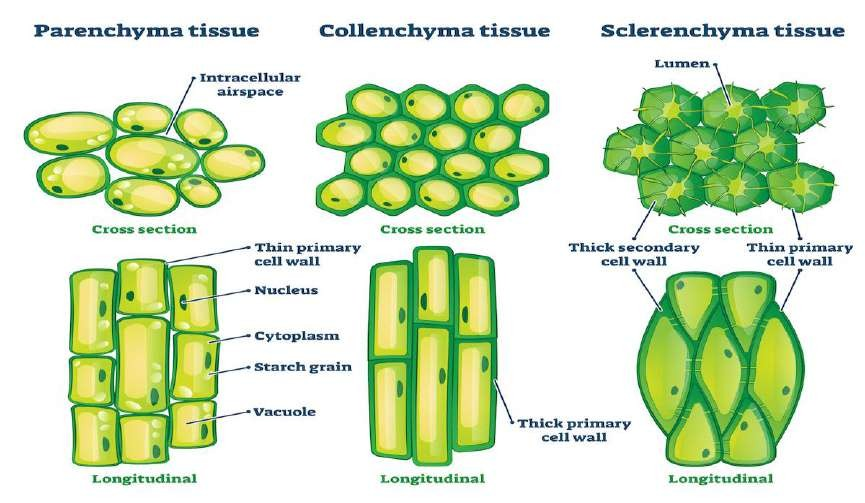 Parenchyma tissue
Collenchyma tissue
Sclerenchyma tissue
Intracellular
airspace
Lumen
Cross section
Cross section
Cross section
Thin primary
cell wall
Nucleus
Cytoplasm
Starch grain
Vacuole
Thick primary
cell wall
Thick secondary
cell wall
Thin primary
cell wall
Longitudinal
Longitudinal
Longitudinal